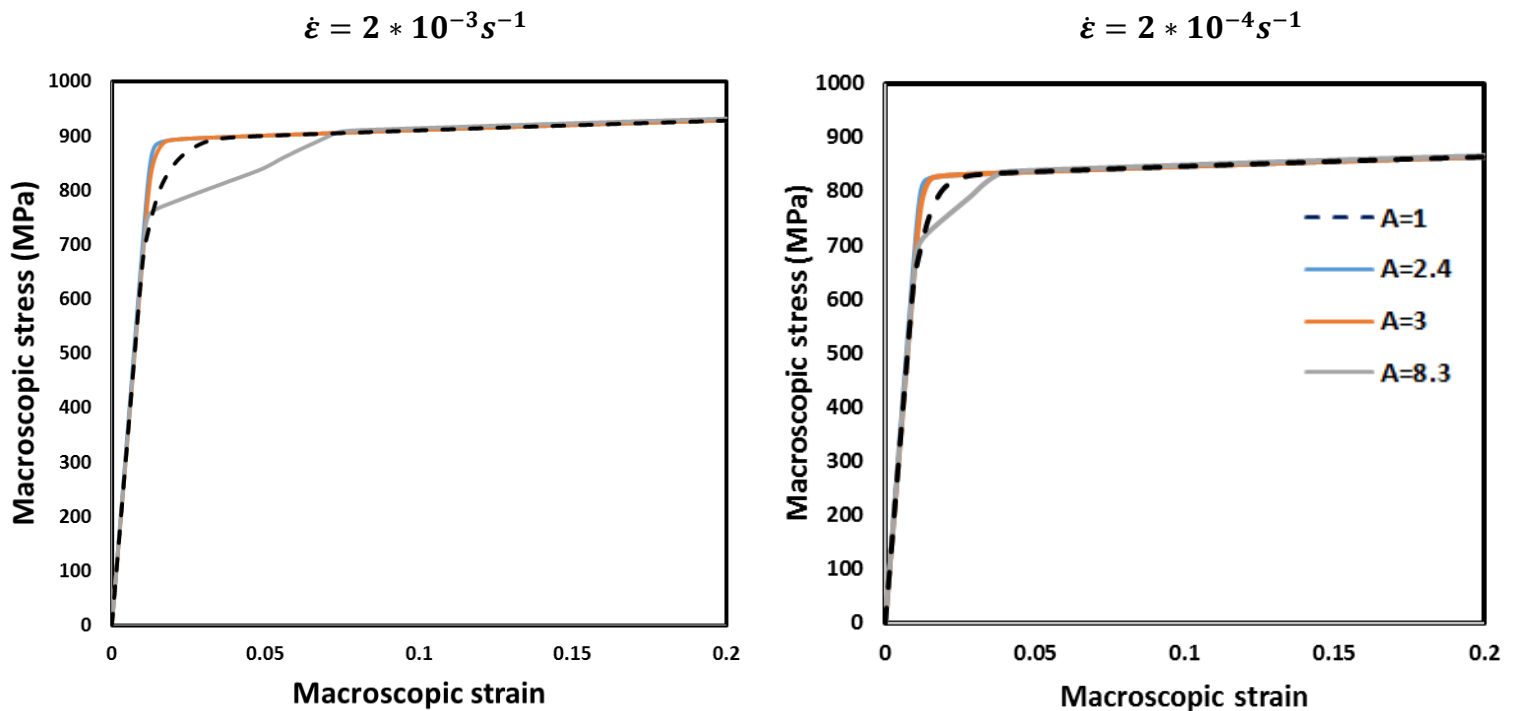 ε̇ = 2 * 10⁻³s⁻¹
1000
900
800
700
600
500
400
300
200
100
0
Macroscopic stress (MPa)
0 0.05 0.1 0.15 0.2
Macroscopic strain
ε̇ = 2 * 10⁻⁴s⁻¹
1000
900
800
700
600
500
400
300
200
100
0
Macroscopic stress (MPa)
A=1
A=2.4
A=3
A=8.3
0 0.05 0.1 0.15 0.2
Macroscopic strain